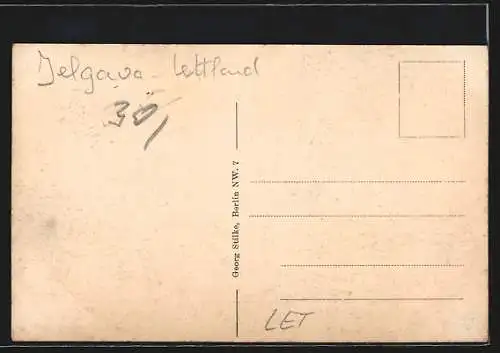 Jelgava - Lettland
30/
Georg Stilke, Berlin NW. 7
LET